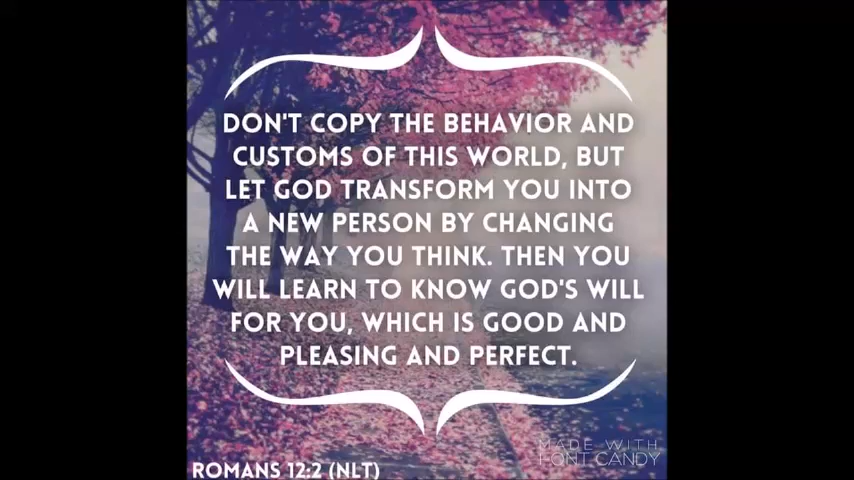 DON'T COPY THE BEHAVIOR AND
CUSTOMS OF THIS WORLD, BUT
LET GOD TRANSFORM YOU INTO
A NEW PERSON BY CHANGING
THE WAY YOU THINK. THEN YOU
WILL LEARN TO KNOW GOD'S WILL
FOR YOU, WHICH IS GOOD AND
PLEASING AND PERFECT.
MADE WITH
FONT CANDY
ROMANS 12:2 (NLT)